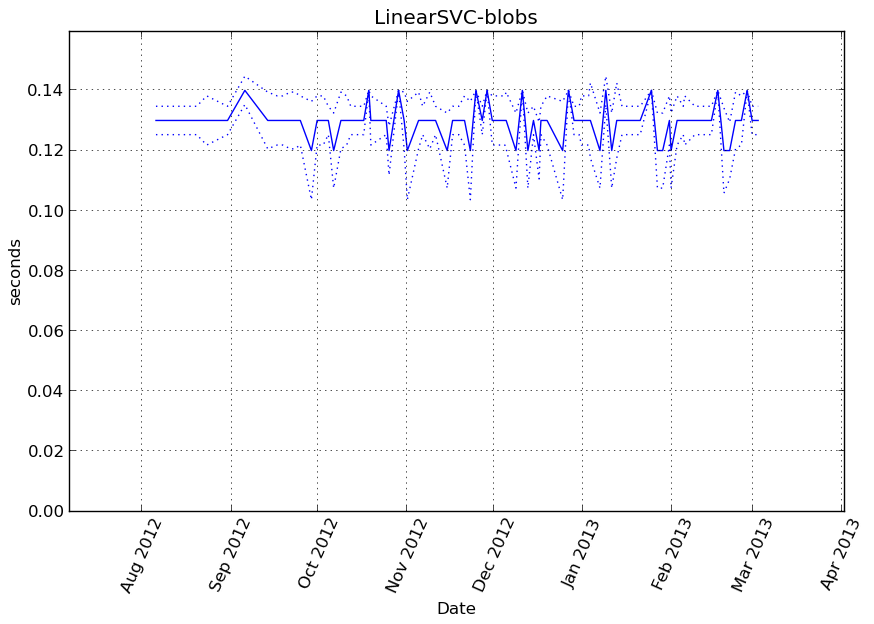 LinearSVC-blobs
0.14
0.12
0.10
0.08
0.06
0.04
0.02
0.00
seconds
Aug 2012
Sep 2012
Oct 2012
Nov 2012
Dec 2012
Jan 2013
Feb 2013
Mar 2013
Apr 2013
Date